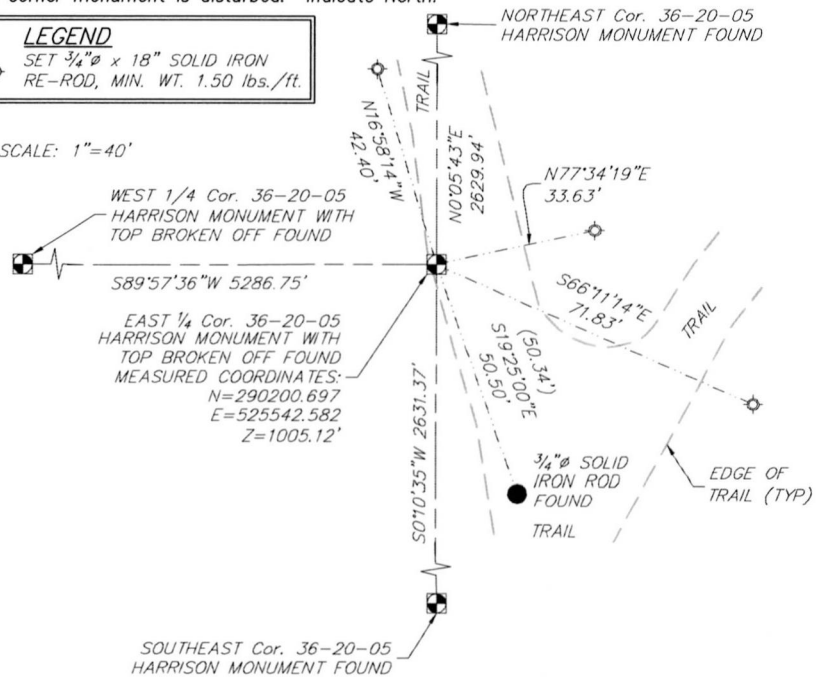 corner monument is disturbed. Indicate North.
LEGEND
SET ¾"ø x 18" SOLID IRON
RE-ROD, MIN. WT. 1.50 lbs./ft.
SCALE: 1"=40'
NORTHEAST Cor. 36-20-05
HARRISON MONUMENT FOUND
TRAIL
N16°58'14"W
42.40'
N0°05'43"E
2629.94'
N77°34'19"E
33.63'
WEST 1/4 Cor. 36-20-05
HARRISON MONUMENT WITH
TOP BROKEN OFF FOUND
S89°57'36"W 5286.75'
S66°11'14"E
71.83'
TRAIL
EAST ¼ Cor. 36-20-05
HARRISON MONUMENT WITH
TOP BROKEN OFF FOUND
MEASURED COORDINATES:
N=290200.697
E=525542.582
Z=1005.12'
(50.34')
S19°25'00"E
50.50'
S0°10'35"W 2631.37'
¾"ø SOLID
IRON ROD
FOUND
EDGE OF
TRAIL (TYP)
TRAIL
SOUTHEAST Cor. 36-20-05
HARRISON MONUMENT FOUND